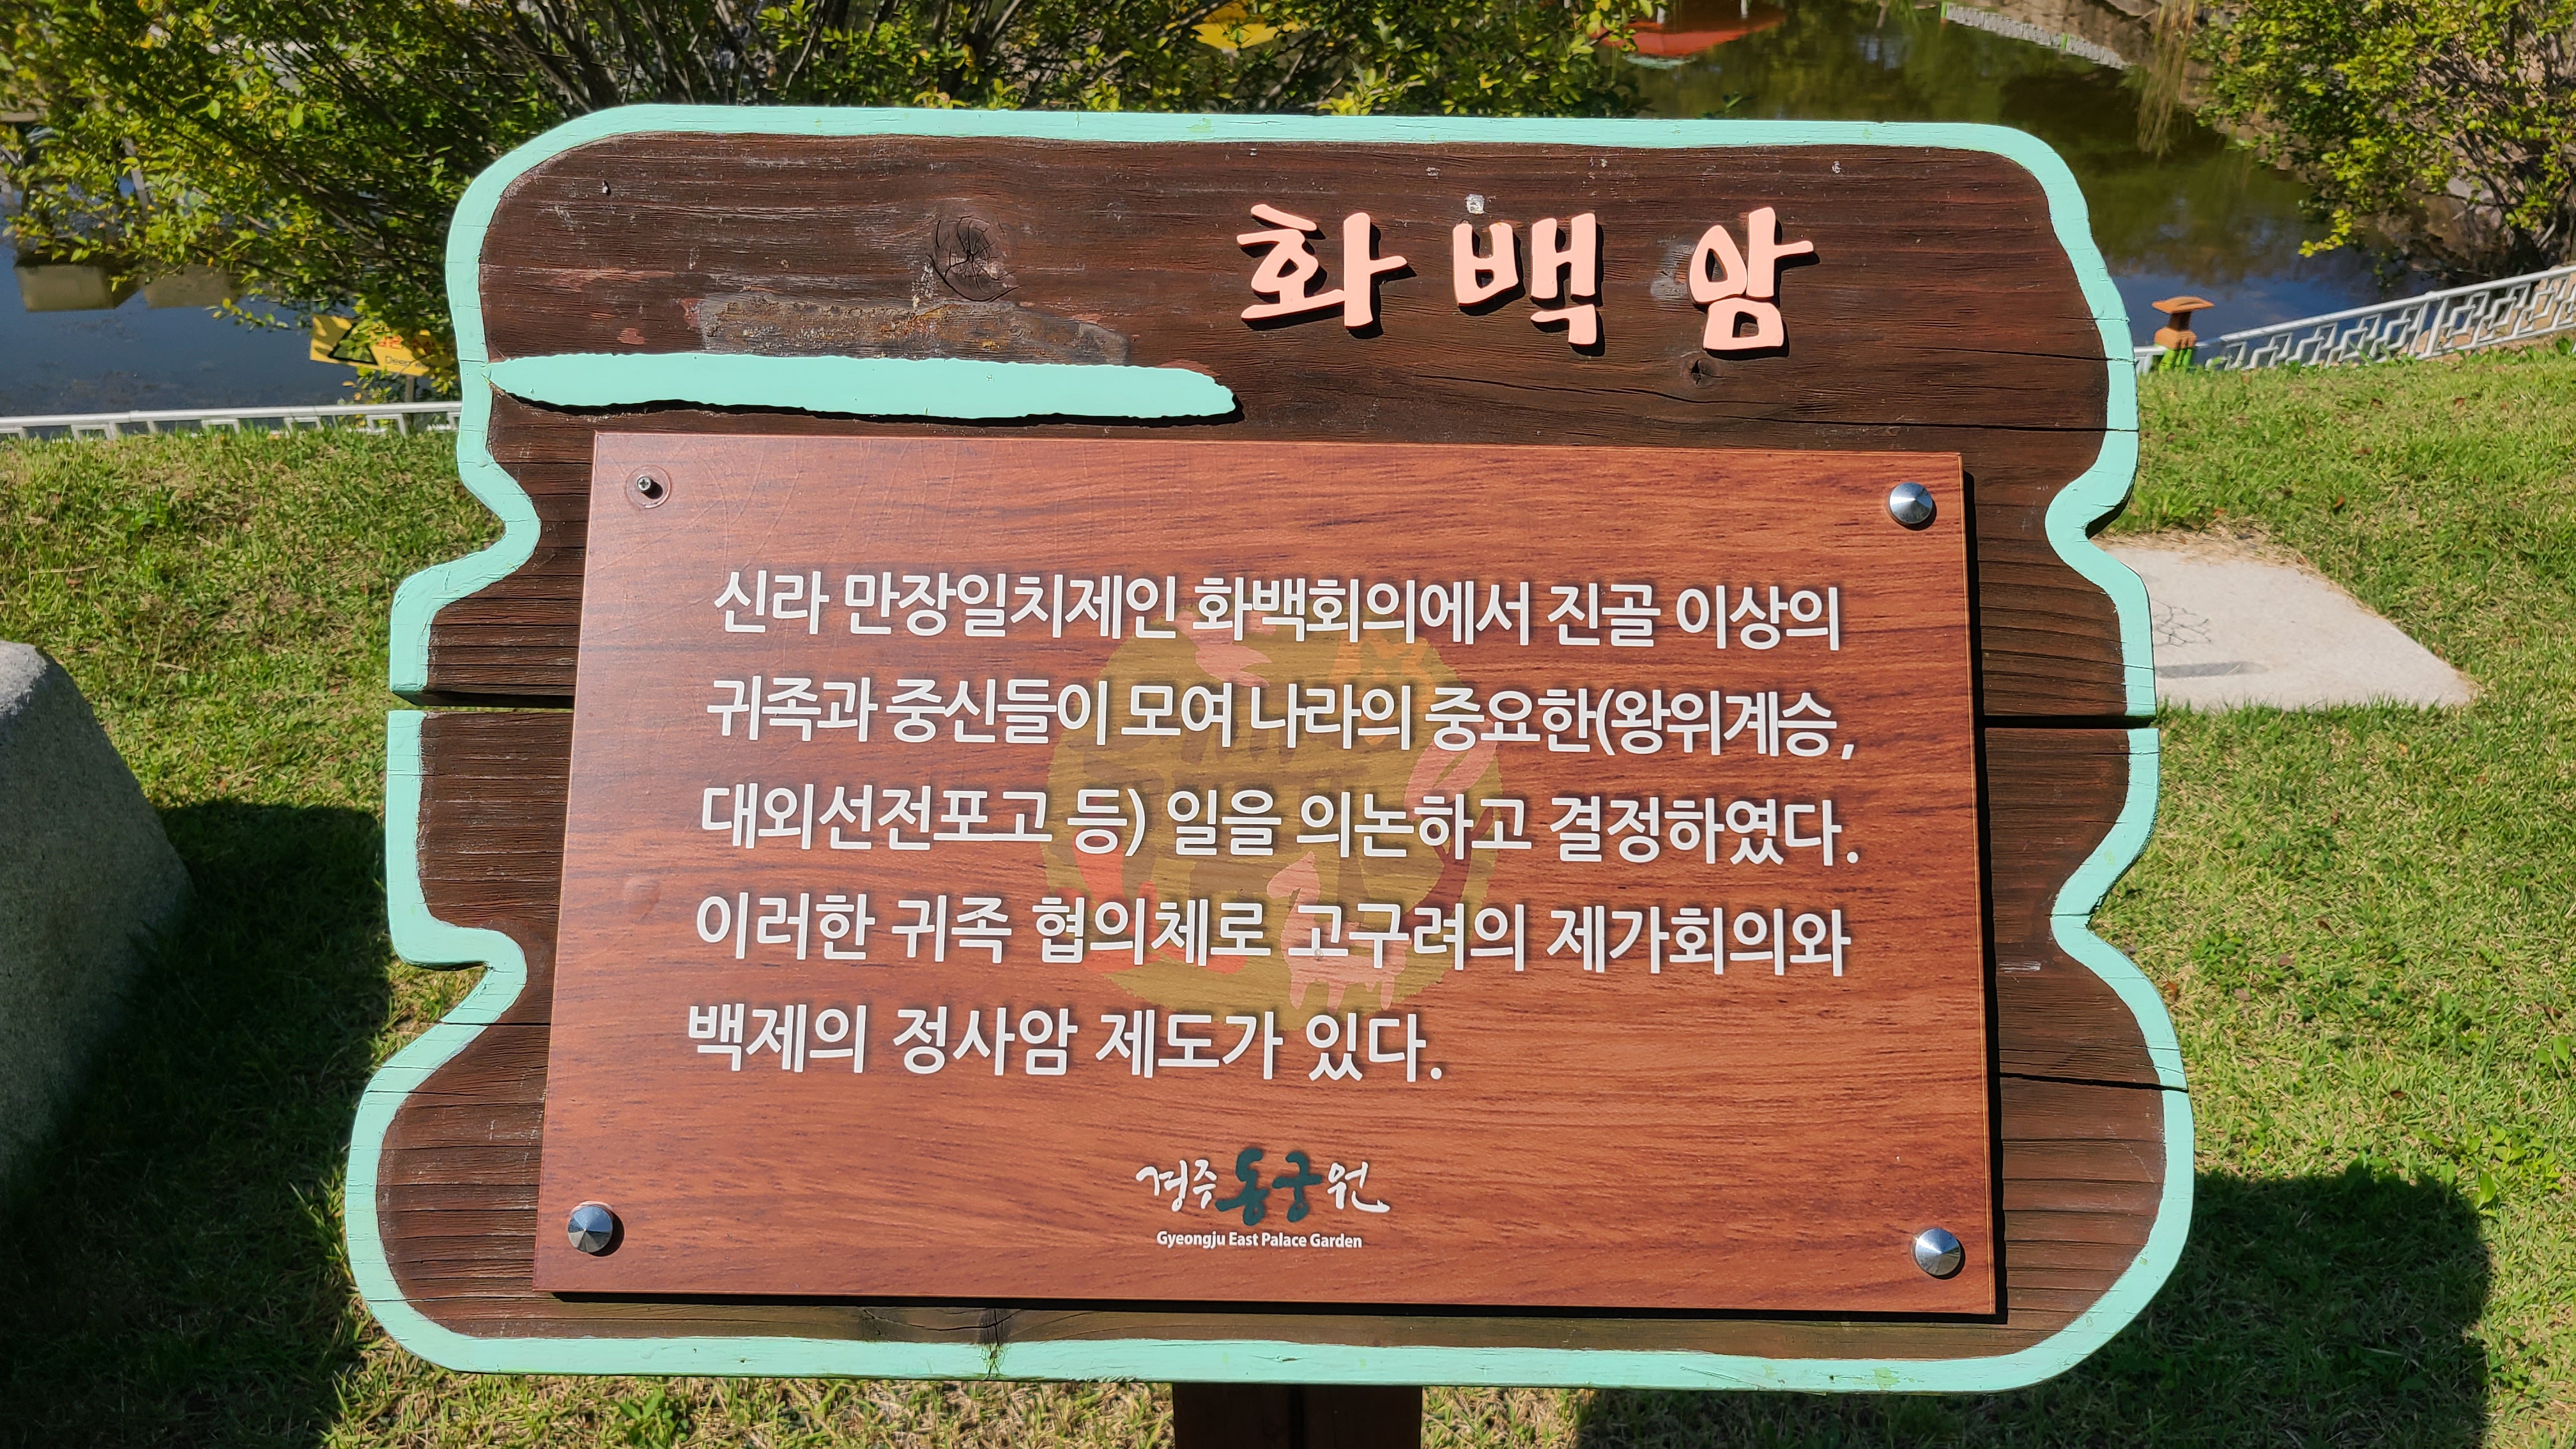 화백암
신라 만장일치제인 화백회의에서 진골 이상의
귀족과 중신들이 모여 나라의 중요한(왕위계승,
대외선전포고 등) 일을 의논하고 결정하였다.
이러한 귀족 협의체로 고구려의 제가회의와
백제의 정사암 제도가 있다.
경주동궁원
Gyeongju East Palace Garden